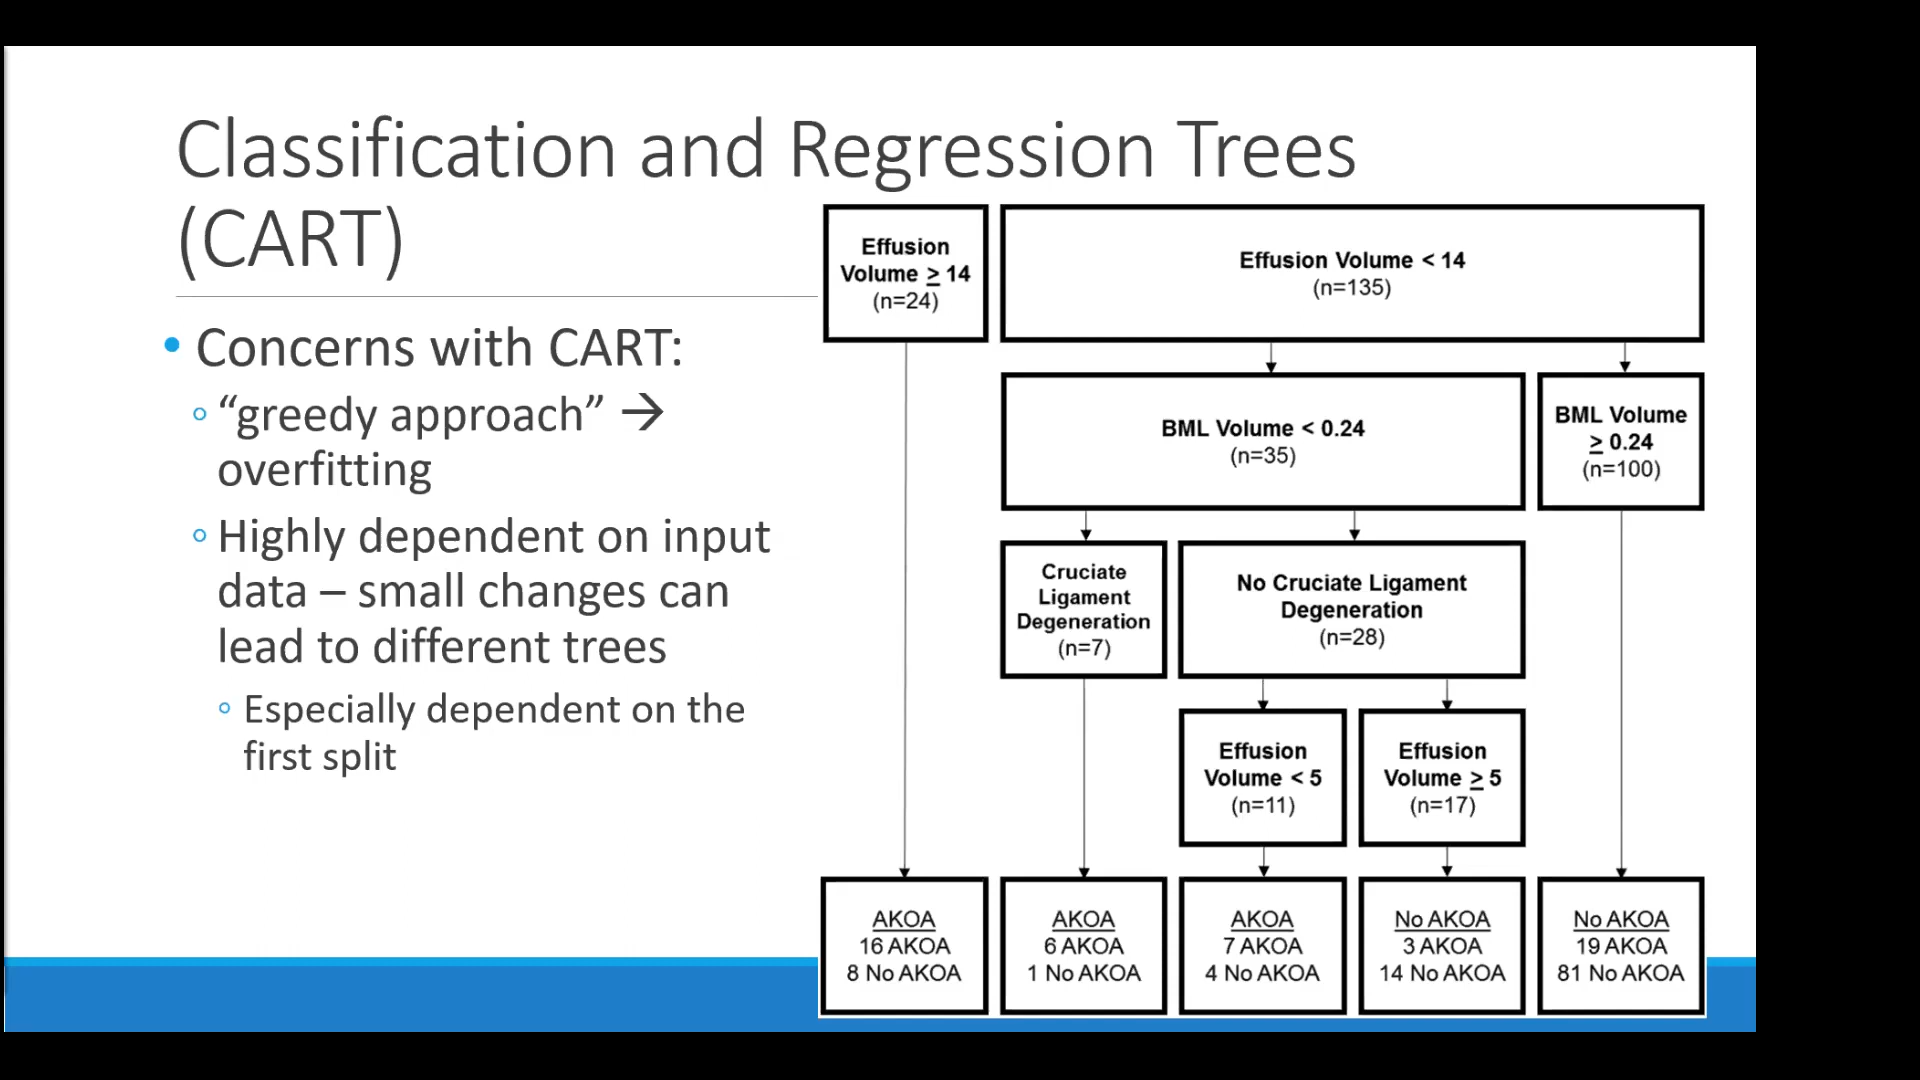 Classification and Regression Trees
(CART)
• Concerns with CART:
◦ “greedy approach” →
overfitting
◦ Highly dependent on input
data – small changes can
lead to different trees
◦ Especially dependent on the
first split
Effusion
Volume ≥ 14
(n=24)
Effusion Volume < 14
(n=135)
BML Volume < 0.24
(n=35)
BML Volume
≥ 0.24
(n=100)
Cruciate
Ligament
Degeneration
(n=7)
No Cruciate Ligament
Degeneration
(n=28)
Effusion
Volume < 5
(n=11)
Effusion
Volume ≥ 5
(n=17)
AKOA
16 AKOA
8 No AKOA
AKOA
6 AKOA
1 No AKOA
AKOA
7 AKOA
4 No AKOA
No AKOA
3 AKOA
14 No AKOA
No AKOA
19 AKOA
81 No AKOA